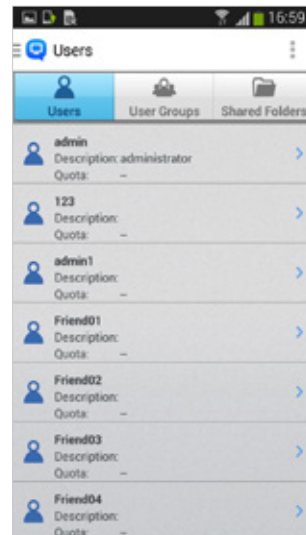 16:59
Users
Users User Groups Shared Folders
admin
Description: administrator
Quota: --
123
Description:
Quota: --
admin1
Description:
Quota: --
Friend01
Description:
Quota: --
Friend02
Description:
Quota: --
Friend03
Description:
Quota: --
Friend04
Description:
Quota: --